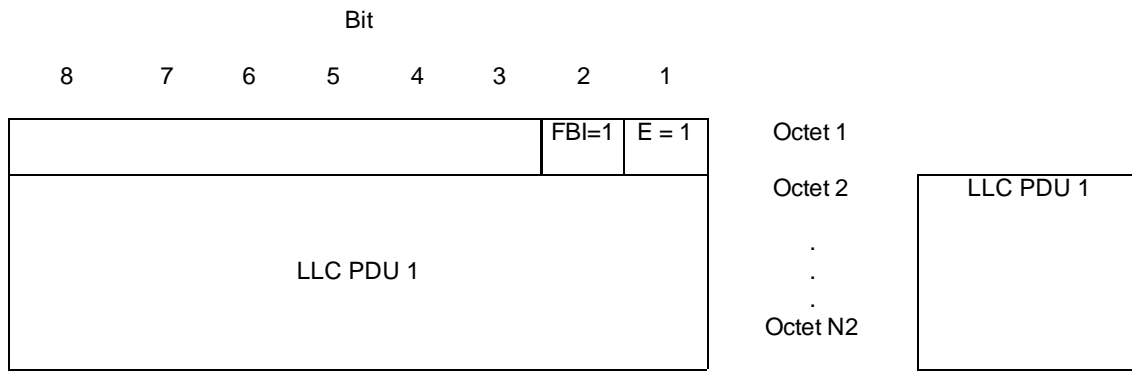 Bit
8 7 6 5 4 3 2 1
FBI=1 E = 1 Octet 1
Octet 2 LLC PDU 1
.
LLC PDU 1 .
.
Octet N2